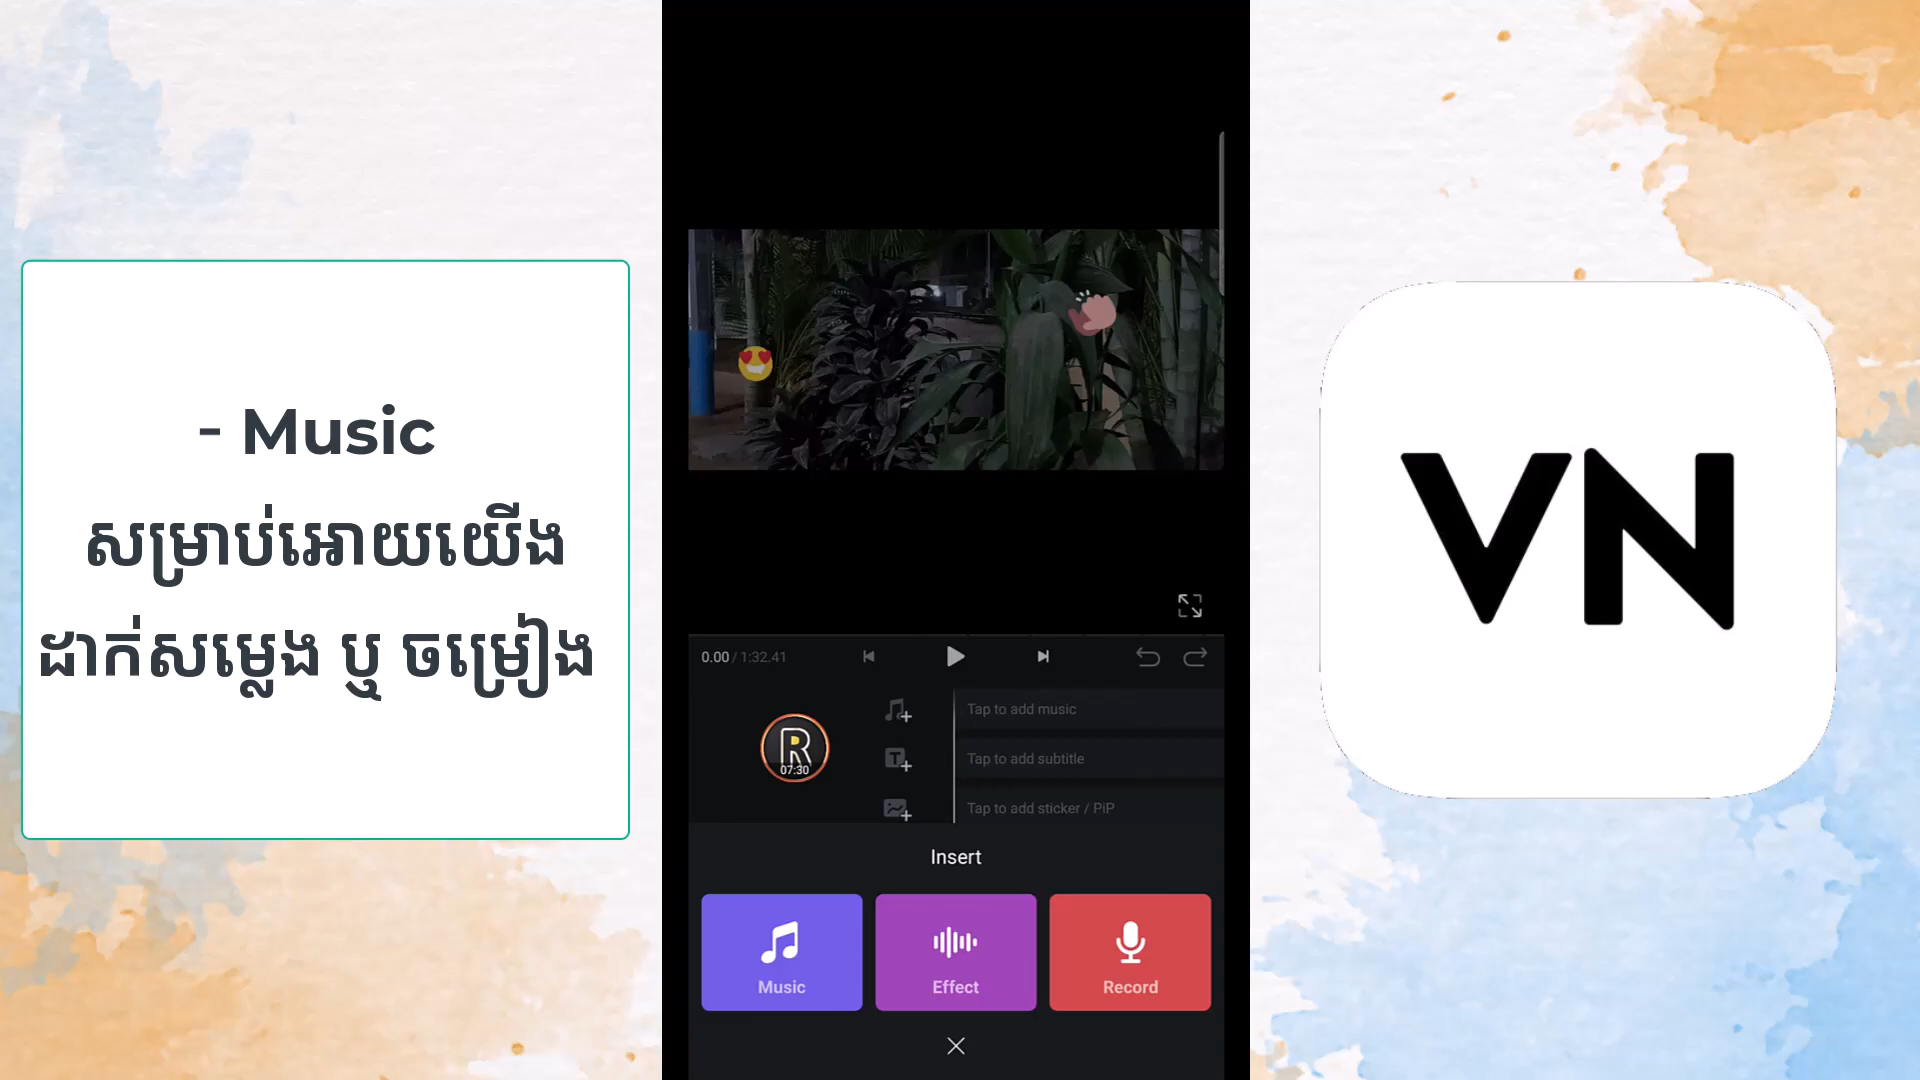 - Music
សម្រាប់អោយយើង
ដាក់សម្លេង ឬ ចម្រៀង
0.00 / 1:32.41
Tap to add music
R
07:30
T
Tap to add subtitle
Tap to add sticker / PiP
Insert
Music
Effect
Record
VN